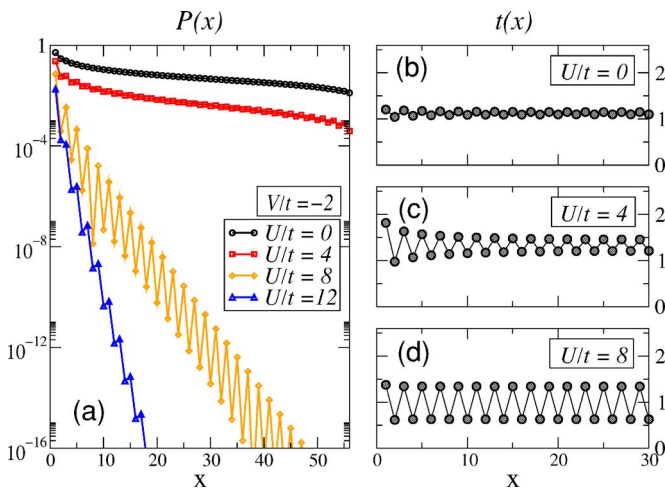 P(x)
t(x)
1
10⁻⁴
10⁻⁸
10⁻¹²
10⁻¹⁶
V/t = −2
U/t = 0
U/t = 4
U/t = 8
U/t = 12
(a)
0 10 20 30 40 50
x
(b)
U/t = 0
2
1
0
(c)
U/t = 4
2
1
0
(d)
U/t = 8
2
1
0
0 10 20 30
x